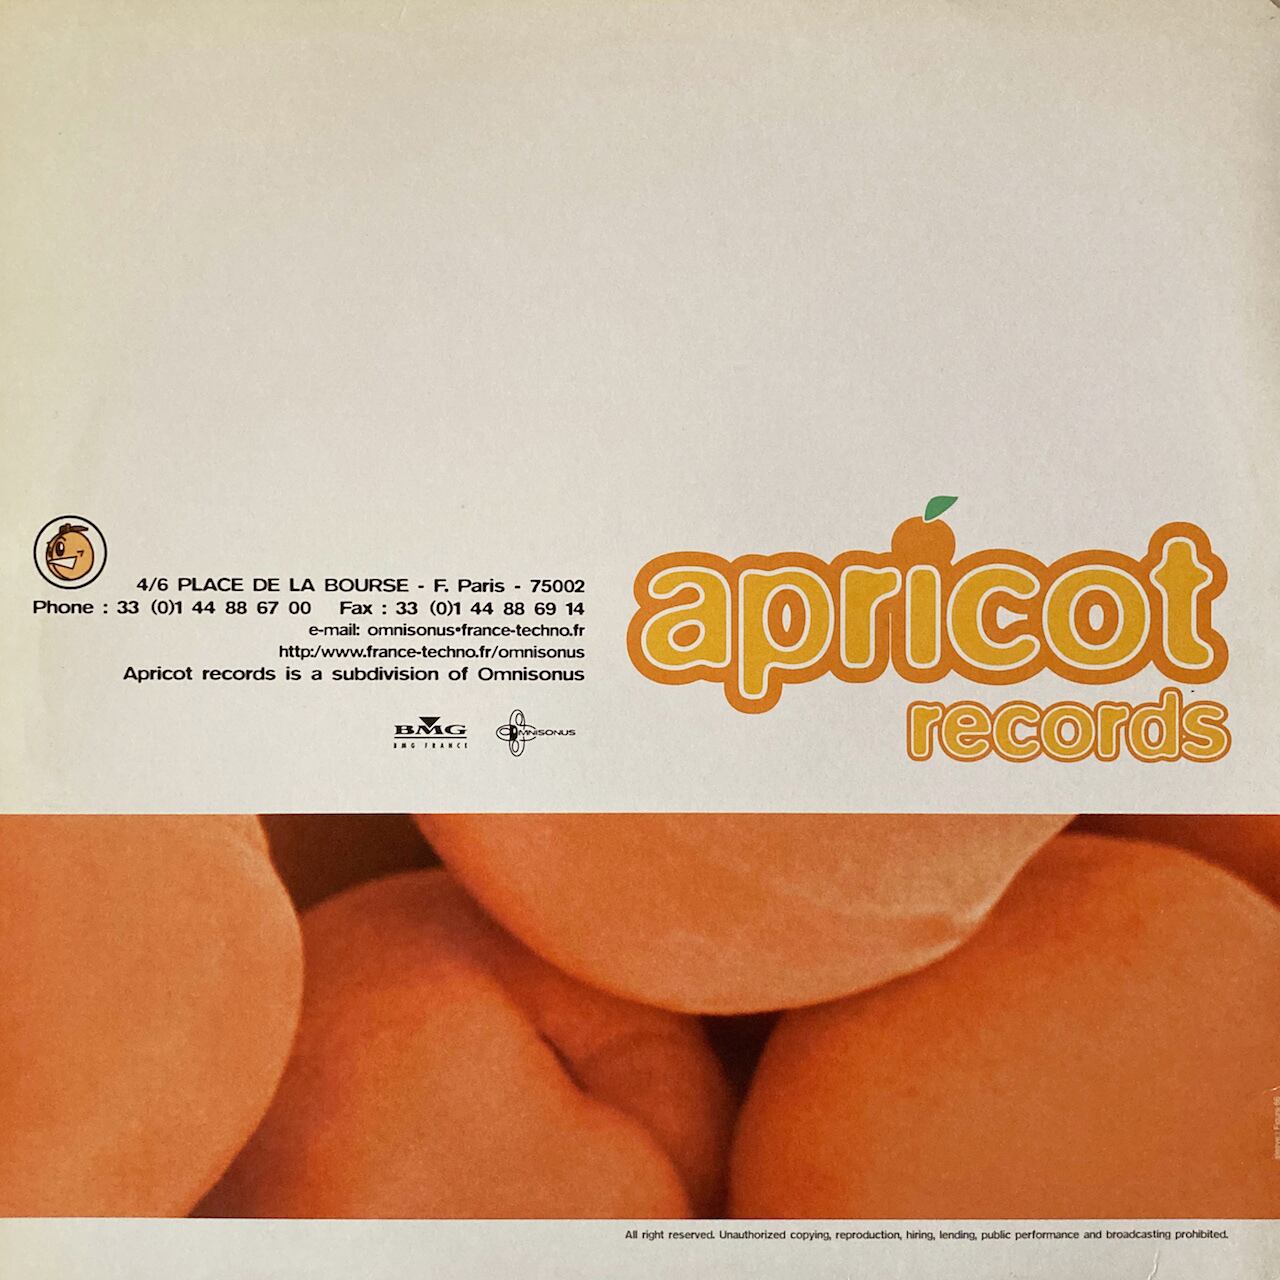 apricot
records
4/6 PLACE DE LA BOURSE - F. Paris - 75002
Phone : 33 (0)1 44 88 67 00 Fax : 33 (0)1 44 88 69 14
e-mail: omnisonus•france-techno.fr
http:/www.france-techno.fr/omnisonus
Apricot records is a subdivision of Omnisonus
BMG
BMG FRANCE
OMNISONUS
All right reserved. Unauthorized copying, reproduction, hiring, lending, public performance and broadcasting prohibited.